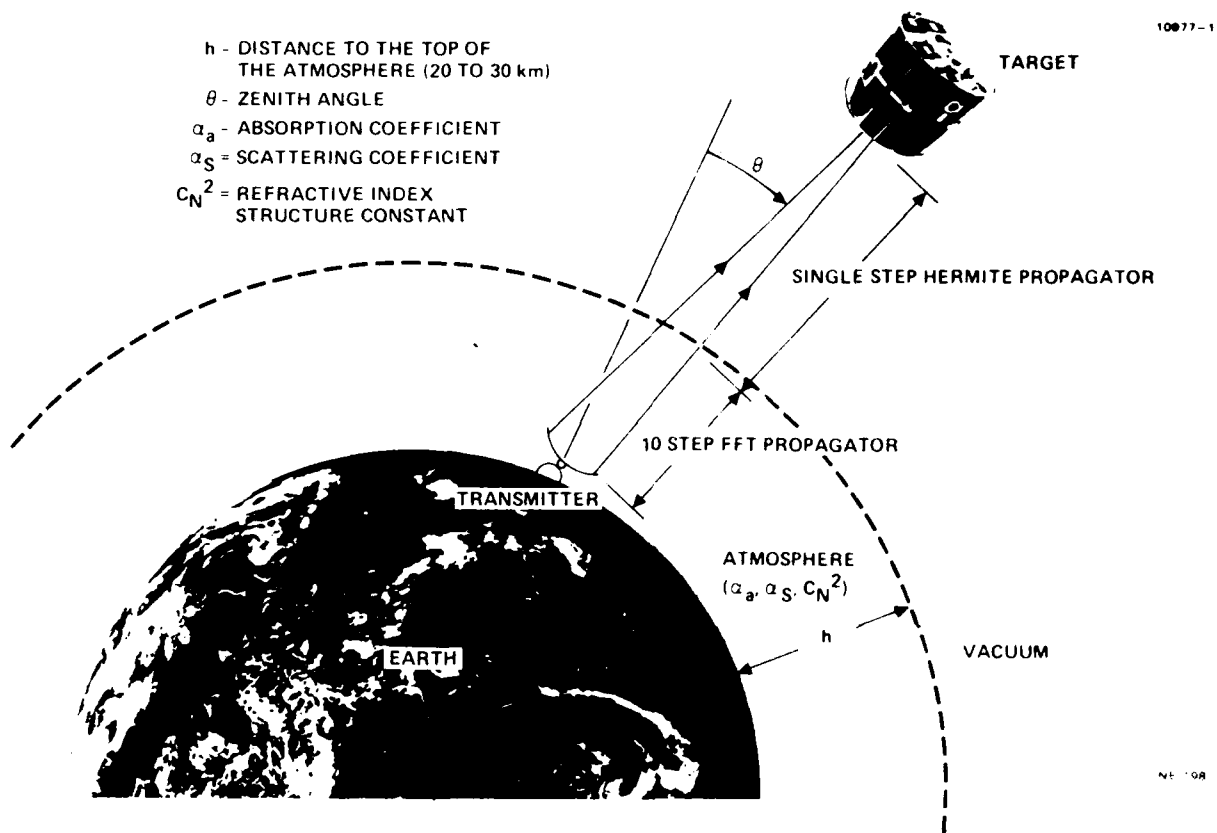 10077-1
h - DISTANCE TO THE TOP OF
THE ATMOSPHERE (20 TO 30 km)
θ - ZENITH ANGLE
αa - ABSORPTION COEFFICIENT
αS = SCATTERING COEFFICIENT
CN² = REFRACTIVE INDEX
STRUCTURE CONSTANT
TARGET
θ
SINGLE STEP HERMITE PROPAGATOR
10 STEP FFT PROPAGATOR
TRANSMITTER
ATMOSPHERE
(αa, αS, CN²)
h
EARTH
VACUUM